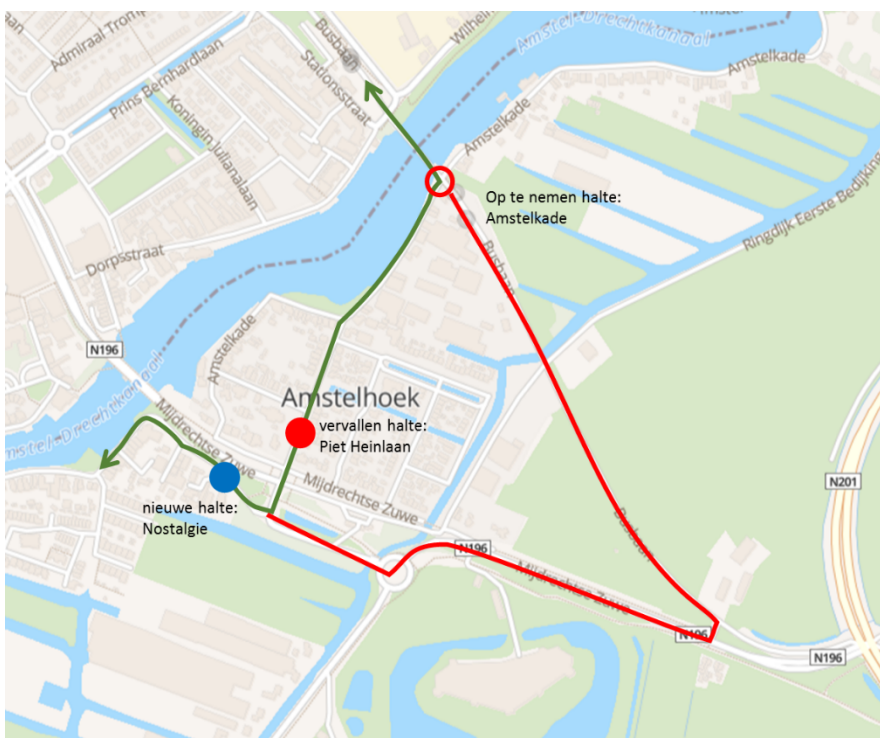 Admiraal Tromp
Prins Bernhardlaan
Koningin Julianalaan
Busbaan
Stationsstraat
Wilhelm
Amstel-Drechtkanaal
Amstel
Amstelkade
Amstelkade
Op te nemen halte:
Amstelkade
Busbaan
Ringdijk Eerste Bedijking
Dorpsstraat
N196
Amstelkade
mstel-Drechtkanaal
Amstelhoek
vervallen halte:
Piet Heinlaan
Mijdrechtse Zuwe
Mijdrechtse Zuwe
nieuwe halte:
Nostalgie
N201
Busbaan
N196
Mijdrechtse Zuwe
N196
N196